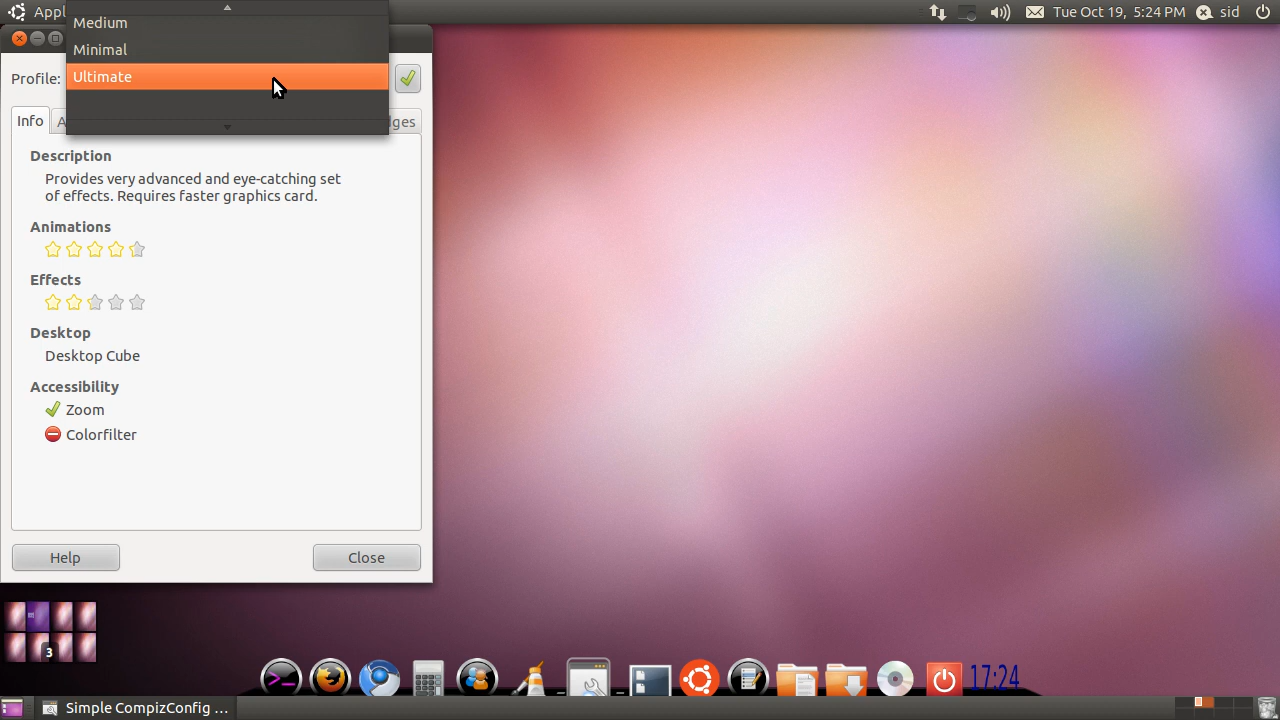 Appl
Tue Oct 19, 5:24 PM
sid
Medium
Minimal
Ultimate
Profile:
Info
A
ges
Description
Provides very advanced and eye-catching set
of effects. Requires faster graphics card.
Animations
Effects
Desktop
Desktop Cube
Accessibility
Zoom
Colorfilter
Help
Close
3
17:24
Simple CompizConfig ...